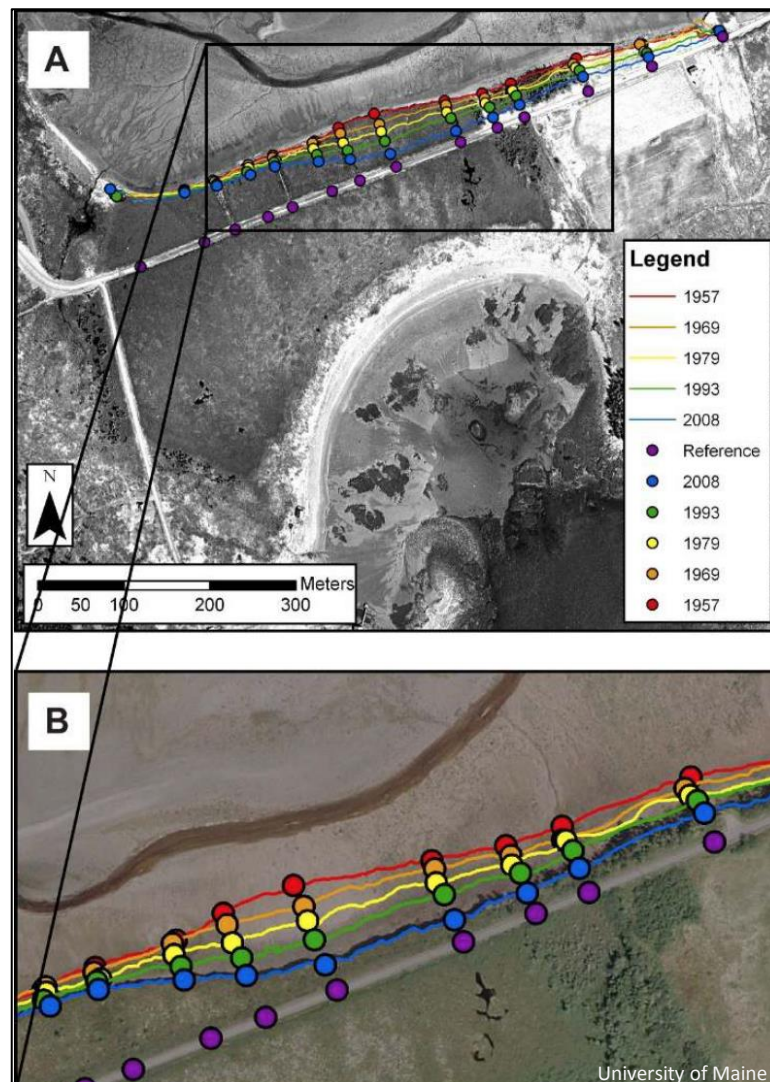 A
Legend
1957
1969
1979
1993
2008
Reference
2008
1993
1979
1969
1957
N
Meters
0 50 100 200 300
B
University of Maine